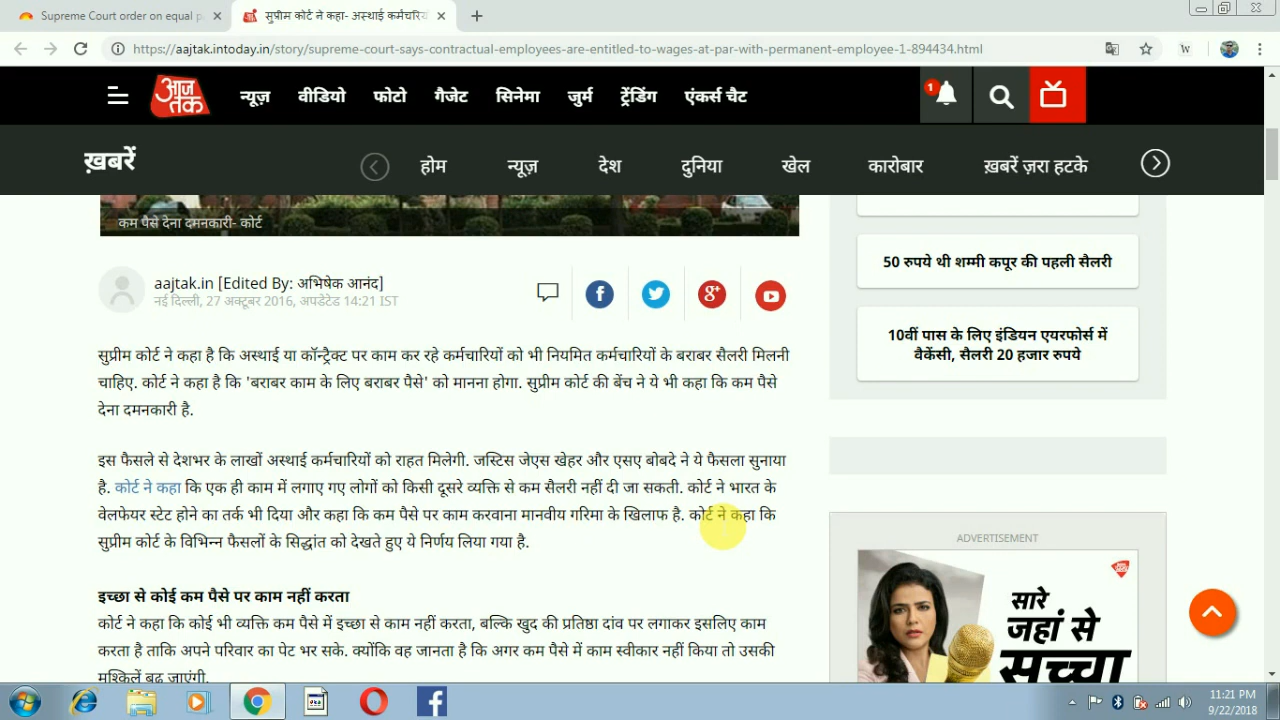 Supreme Court order on equal p
सुप्रीम कोर्ट ने कहा- अस्थाई कर्मचारि
https://aajtak.intoday.in/story/supreme-court-says-contractual-employees-are-entitled-to-wages-at-par-with-permanent-employee-1-894434.html
W
आज तक
न्यूज़ वीडियो फोटो गैजेट सिनेमा जुर्म ट्रेंडिंग एंकर्स चैट
1
ख़बरें
होम न्यूज़ देश दुनिया खेल कारोबार ख़बरें ज़रा हटके
कम पैसे देना दमनकारी- कोर्ट
aajtak.in [Edited By: अभिषेक आनंद]
नई दिल्ली, 27 अक्टूबर 2016, अपडेटेड 14:21 IST
सुप्रीम कोर्ट ने कहा है कि अस्थाई या कॉन्ट्रैक्ट पर काम कर रहे कर्मचारियों को भी नियमित कर्मचारियों के बराबर सैलरी मिलनी
चाहिए. कोर्ट ने कहा है कि 'बराबर काम के लिए बराबर पैसे' को मानना होगा. सुप्रीम कोर्ट की बेंच ने ये भी कहा कि कम पैसे
देना दमनकारी है.
इस फैसले से देशभर के लाखों अस्थाई कर्मचारियों को राहत मिलेगी. जस्टिस जेएस खेहर और एसए बोबदे ने ये फैसला सुनाया
है. कोर्ट ने कहा कि एक ही काम में लगाए गए लोगों को किसी दूसरे व्यक्ति से कम सैलरी नहीं दी जा सकती. कोर्ट ने भारत के
वेलफेयर स्टेट होने का तर्क भी दिया और कहा कि कम पैसे पर काम करवाना मानवीय गरिमा के खिलाफ है. कोर्ट ने कहा कि
सुप्रीम कोर्ट के विभिन्न फैसलों के सिद्धांत को देखते हुए ये निर्णय लिया गया है.
इच्छा से कोई कम पैसे पर काम नहीं करता
कोर्ट ने कहा कि कोई भी व्यक्ति कम पैसे में इच्छा से काम नहीं करता, बल्कि खुद की प्रतिष्ठा दांव पर लगाकर इसलिए काम
करता है ताकि अपने परिवार का पेट भर सके. क्योंकि वह जानता है कि अगर कम पैसे में काम स्वीकार नहीं किया तो उसकी
मुश्किलें बढ़ जाएंगी.
50 रुपये थी शम्मी कपूर की पहली सैलरी
10वीं पास के लिए इंडियन एयरफोर्स में
वैकेंसी, सैलरी 20 हजार रुपये
ADVERTISEMENT
सारे
जहां से
सच्चा
11:21 PM
9/22/2018